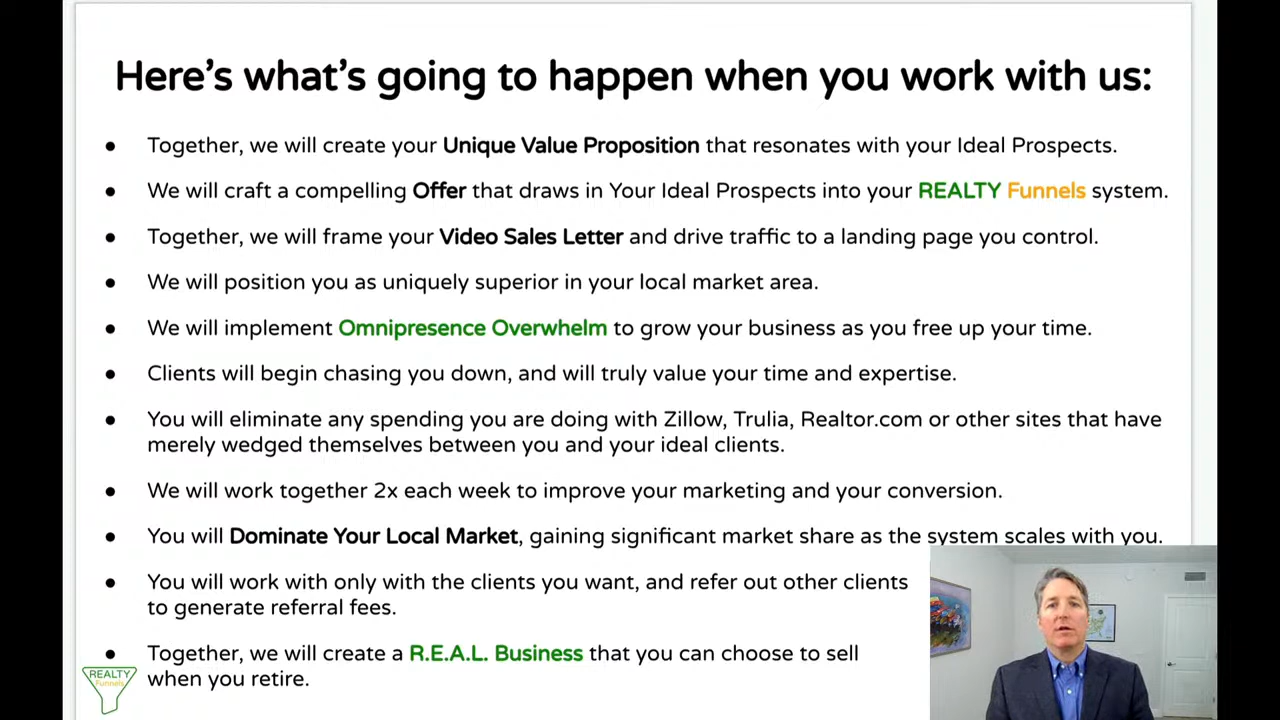 Here's what's going to happen when you work with us:
● Together, we will create your Unique Value Proposition that resonates with your Ideal Prospects.
● We will craft a compelling Offer that draws in Your Ideal Prospects into your REALTY Funnels system.
● Together, we will frame your Video Sales Letter and drive traffic to a landing page you control.
● We will position you as uniquely superior in your local market area.
● We will implement Omnipresence Overwhelm to grow your business as you free up your time.
● Clients will begin chasing you down, and will truly value your time and expertise.
● You will eliminate any spending you are doing with Zillow, Trulia, Realtor.com or other sites that have
merely wedged themselves between you and your ideal clients.
● We will work together 2x each week to improve your marketing and your conversion.
● You will Dominate Your Local Market, gaining significant market share as the system scales with you.
● You will work with only with the clients you want, and refer out other clients
to generate referral fees.
● Together, we will create a R.E.A.L. Business that you can choose to sell
when you retire.
REALTY
Funnels